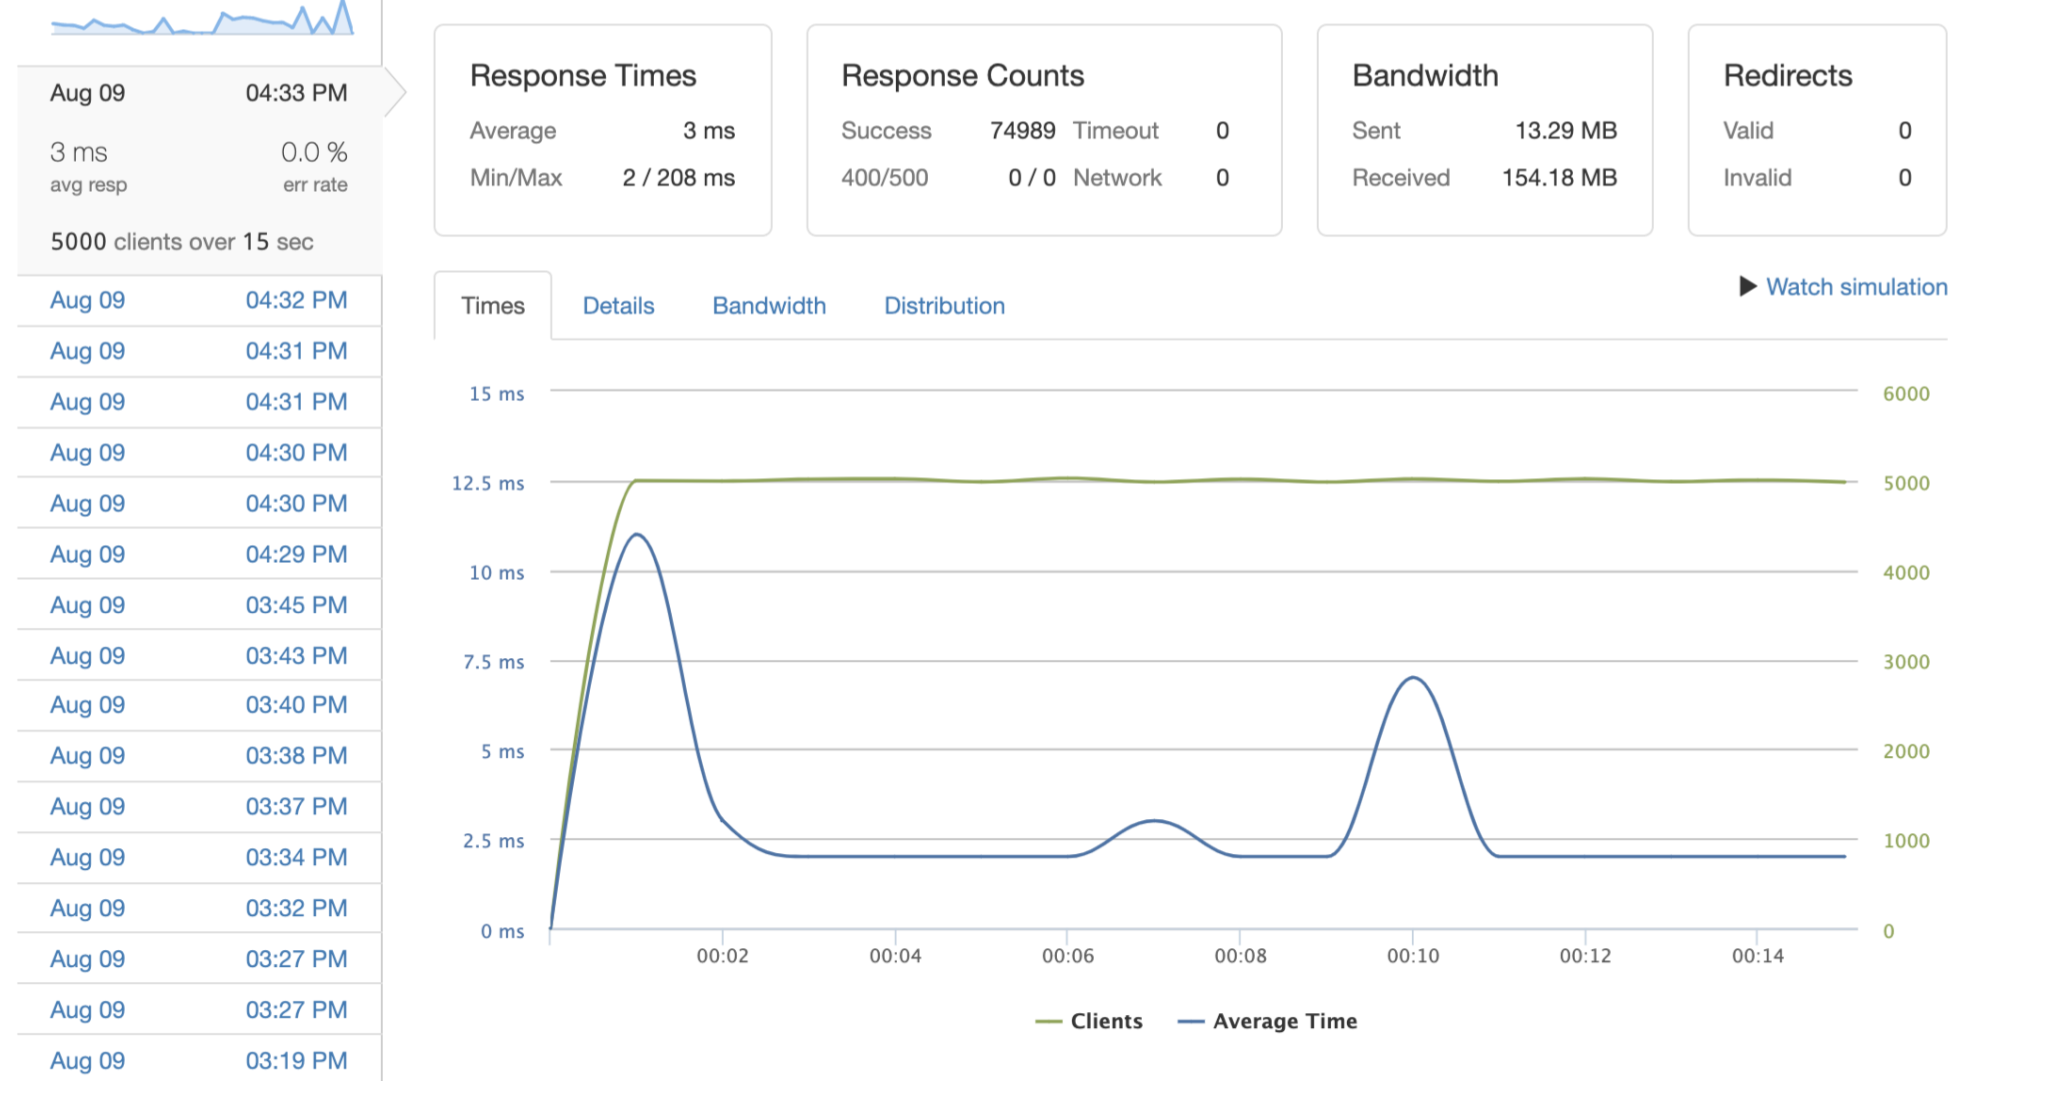 Aug 09 04:33 PM
3 ms 0.0 %
avg resp err rate
5000 clients over 15 sec
Aug 09 04:32 PM
Aug 09 04:31 PM
Aug 09 04:31 PM
Aug 09 04:30 PM
Aug 09 04:30 PM
Aug 09 04:29 PM
Aug 09 03:45 PM
Aug 09 03:43 PM
Aug 09 03:40 PM
Aug 09 03:38 PM
Aug 09 03:37 PM
Aug 09 03:34 PM
Aug 09 03:32 PM
Aug 09 03:27 PM
Aug 09 03:27 PM
Aug 09 03:19 PM
Response Times
Average 3 ms
Min/Max 2 / 208 ms
Response Counts
Success 74989 Timeout 0
400/500 0 / 0 Network 0
Bandwidth
Sent 13.29 MB
Received 154.18 MB
Redirects
Valid 0
Invalid 0
Times Details Bandwidth Distribution
Watch simulation
15 ms 6000
12.5 ms 5000
10 ms 4000
7.5 ms 3000
5 ms 2000
2.5 ms 1000
0 ms 0
00:02 00:04 00:06 00:08 00:10 00:12 00:14
Clients Average Time